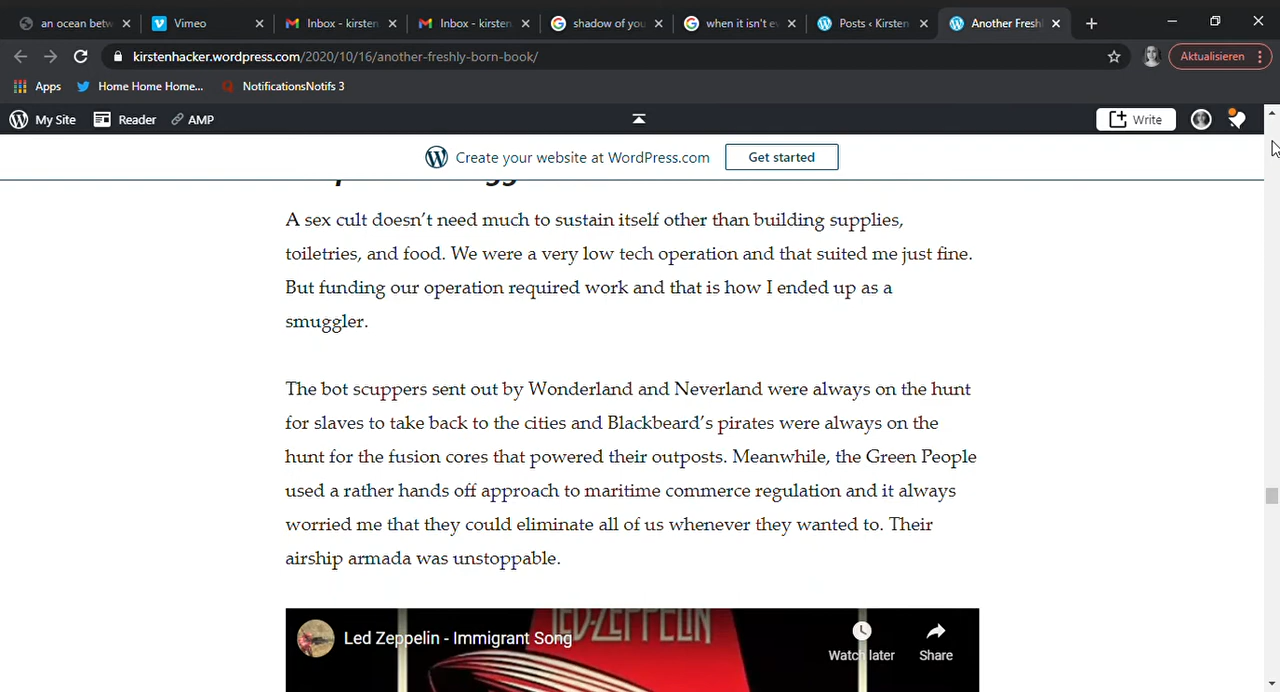 an ocean betw
Vimeo
Inbox - kirsten
Inbox - kirsten
shadow of you
when it isn't e
Posts ‹ Kirsten
Another Fresh
kirstenhacker.wordpress.com/2020/10/16/another-freshly-born-book/
Aktualisieren
Apps
Home Home Home...
NotificationsNotifs 3
My Site
Reader
AMP
Write
Create your website at WordPress.com
Get started
A sex cult doesn’t need much to sustain itself other than building supplies,
toiletries, and food. We were a very low tech operation and that suited me just fine.
But funding our operation required work and that is how I ended up as a
smuggler.
The bot scuppers sent out by Wonderland and Neverland were always on the hunt
for slaves to take back to the cities and Blackbeard’s pirates were always on the
hunt for the fusion cores that powered their outposts. Meanwhile, the Green People
used a rather hands off approach to maritime commerce regulation and it always
worried me that they could eliminate all of us whenever they wanted to. Their
airship armada was unstoppable.
LED-ZEPPELIN
Led Zeppelin - Immigrant Song
Watch later
Share